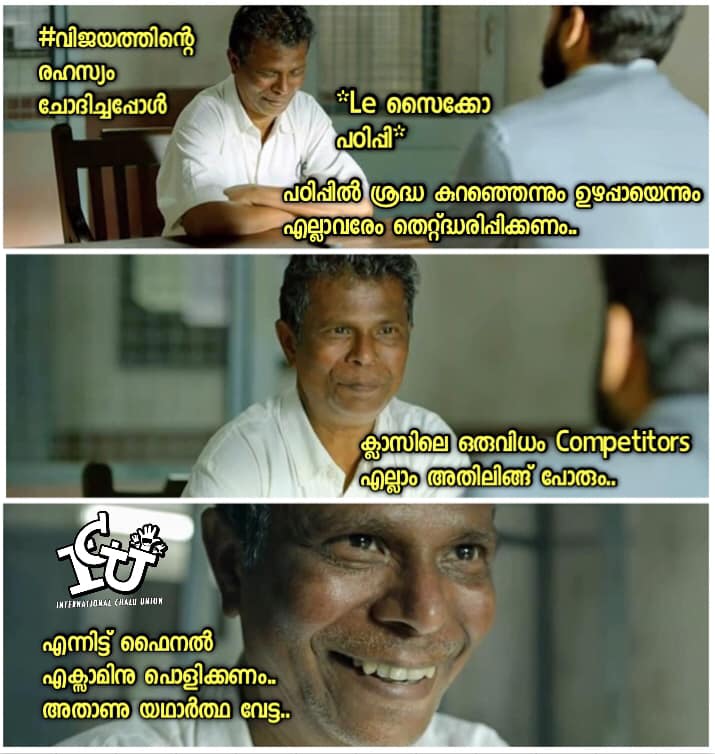 #വിജയത്തിന്റെ
രഹസ്യം
ചോദിച്ചപ്പോൾ
*Le സൈക്കോ
പഠിപ്പി*
പഠിപ്പിൽ ശ്രദ്ധ കുറഞ്ഞെന്നും ഉഴപ്പായെന്നും
എല്ലാവരേം തെറ്റ്ദ്ധരിപ്പിക്കണം..
ക്ലാസിലെ ഒരുവിധം Competitors
എല്ലാം അതിലിങ്ങ് പോരും..
ICU
INTERNATIONAL CHALU UNION
എന്നിട്ട് ഫൈനൽ
എക്സാമിനു പൊളിക്കണം..
അതാണു യഥാർത്ഥ വേട്ട..